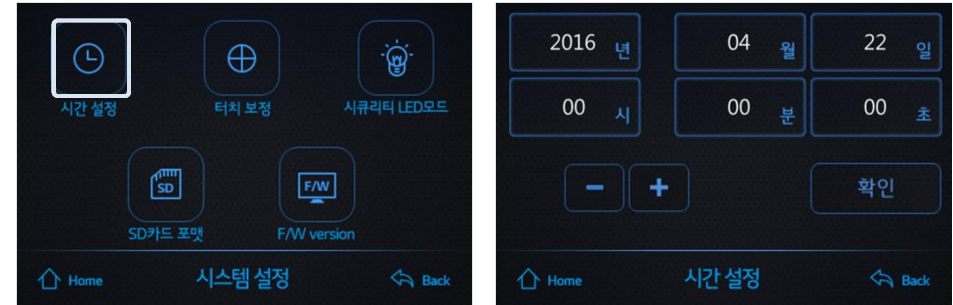 시간 설정
터치 보정
시큐리티 LED모드
SD
F/W
SD카드 포맷
F/W version
Home
시스템 설정
Back
2016 년
04 월
22 일
00 시
00 분
00 초
확인
Home
시간 설정
Back